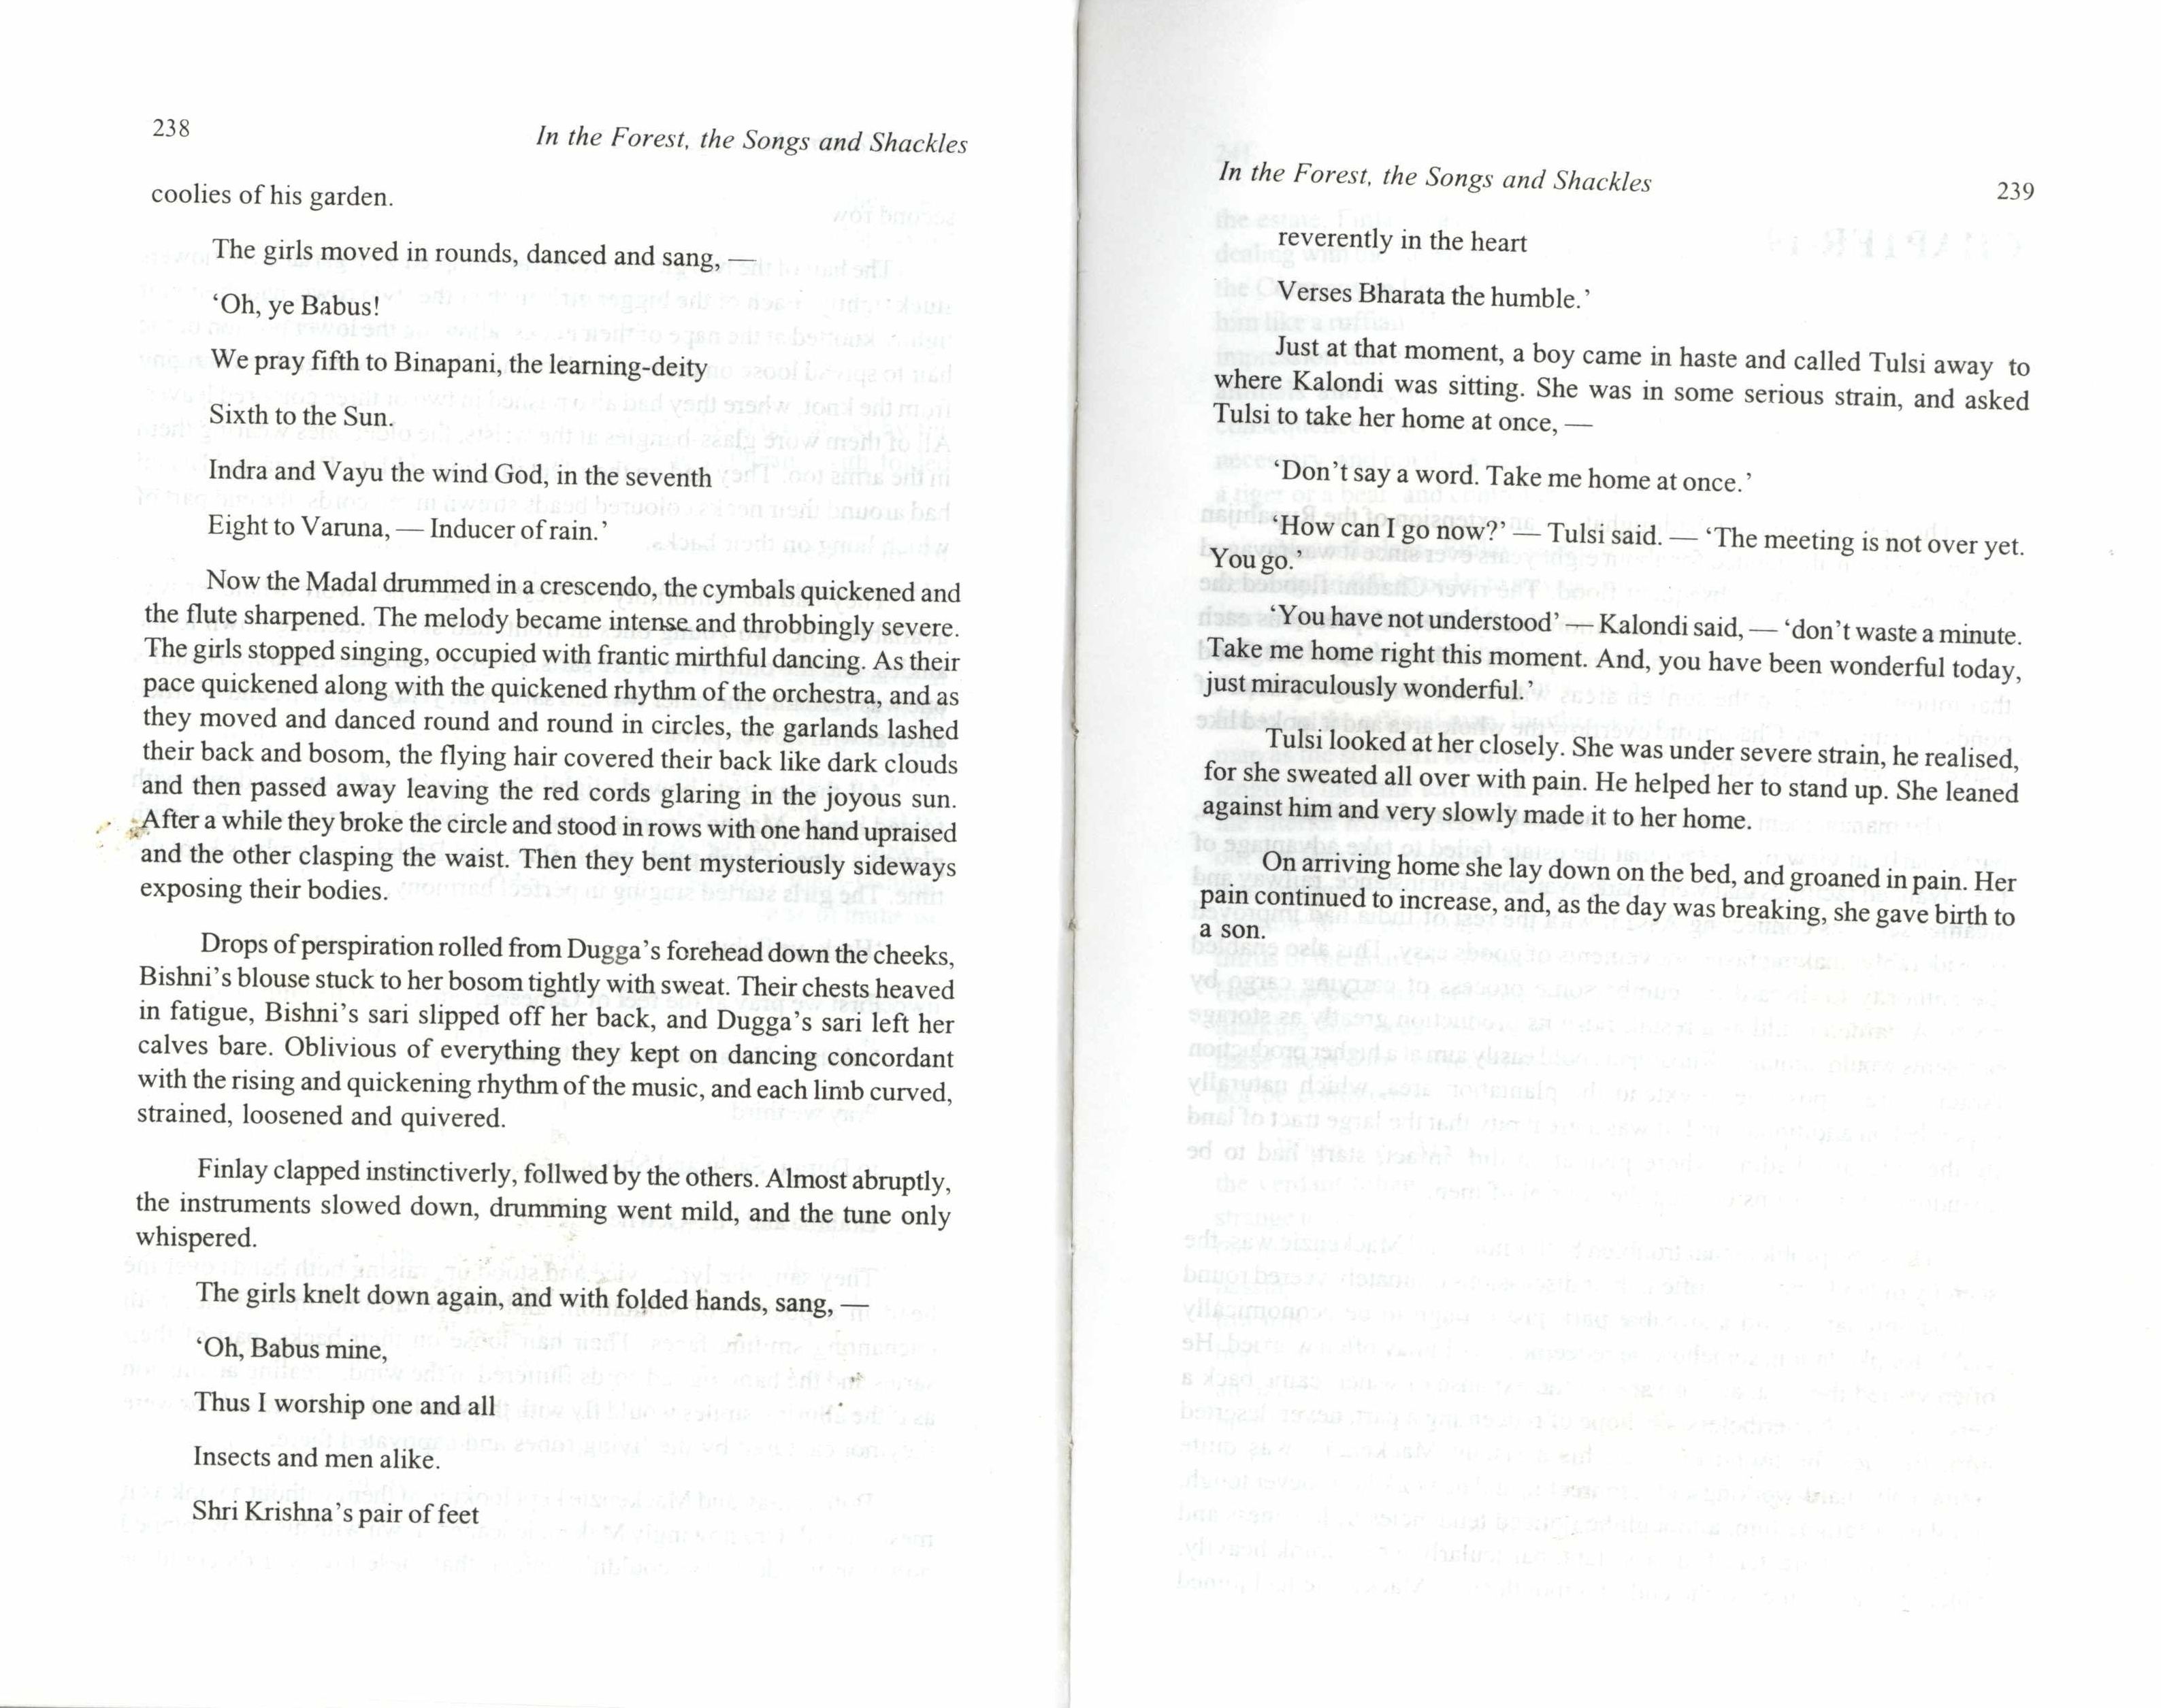 238
In the Forest, the Songs and Shackles
coolies of his garden.
The girls moved in rounds, danced and sang, —
‘Oh, ye Babus!
We pray fifth to Binapani, the learning-deity
Sixth to the Sun.
Indra and Vayu the wind God, in the seventh
Eight to Varuna, — Inducer of rain.’
Now the Madal drummed in a crescendo, the cymbals quickened and
the flute sharpened. The melody became intense and throbbingly severe.
The girls stopped singing, occupied with frantic mirthful dancing. As their
pace quickened along with the quickened rhythm of the orchestra, and as
they moved and danced round and round in circles, the garlands lashed
their back and bosom, the flying hair covered their back like dark clouds
and then passed away leaving the red cords glaring in the joyous sun.
After a while they broke the circle and stood in rows with one hand upraised
and the other clasping the waist. Then they bent mysteriously sideways
exposing their bodies.
Drops of perspiration rolled from Dugga’s forehead down the cheeks,
Bishni’s blouse stuck to her bosom tightly with sweat. Their chests heaved
in fatigue, Bishni’s sari slipped off her back, and Dugga’s sari left her
calves bare. Oblivious of everything they kept on dancing concordant
with the rising and quickening rhythm of the music, and each limb curved,
strained, loosened and quivered.
Finlay clapped instinctiverly, follwed by the others. Almost abruptly,
the instruments slowed down, drumming went mild, and the tune only
whispered.
The girls knelt down again, and with folded hands, sang, —
‘Oh, Babus mine,
Thus I worship one and all
Insects and men alike.
Shri Krishna’s pair of feet
In the Forest, the Songs and Shackles
239
reverently in the heart
Verses Bharata the humble.’
Just at that moment, a boy came in haste and called Tulsi away to
where Kalondi was sitting. She was in some serious strain, and asked
Tulsi to take her home at once, —
‘Don’t say a word. Take me home at once.’
‘How can I go now?’ — Tulsi said. — ‘The meeting is not over yet.
You go.’
‘You have not understood’ — Kalondi said, — ‘don’t waste a minute.
Take me home right this moment. And, you have been wonderful today,
just miraculously wonderful.’
Tulsi looked at her closely. She was under severe strain, he realised,
for she sweated all over with pain. He helped her to stand up. She leaned
against him and very slowly made it to her home.
On arriving home she lay down on the bed, and groaned in pain. Her
pain continued to increase, and, as the day was breaking, she gave birth to
a son.